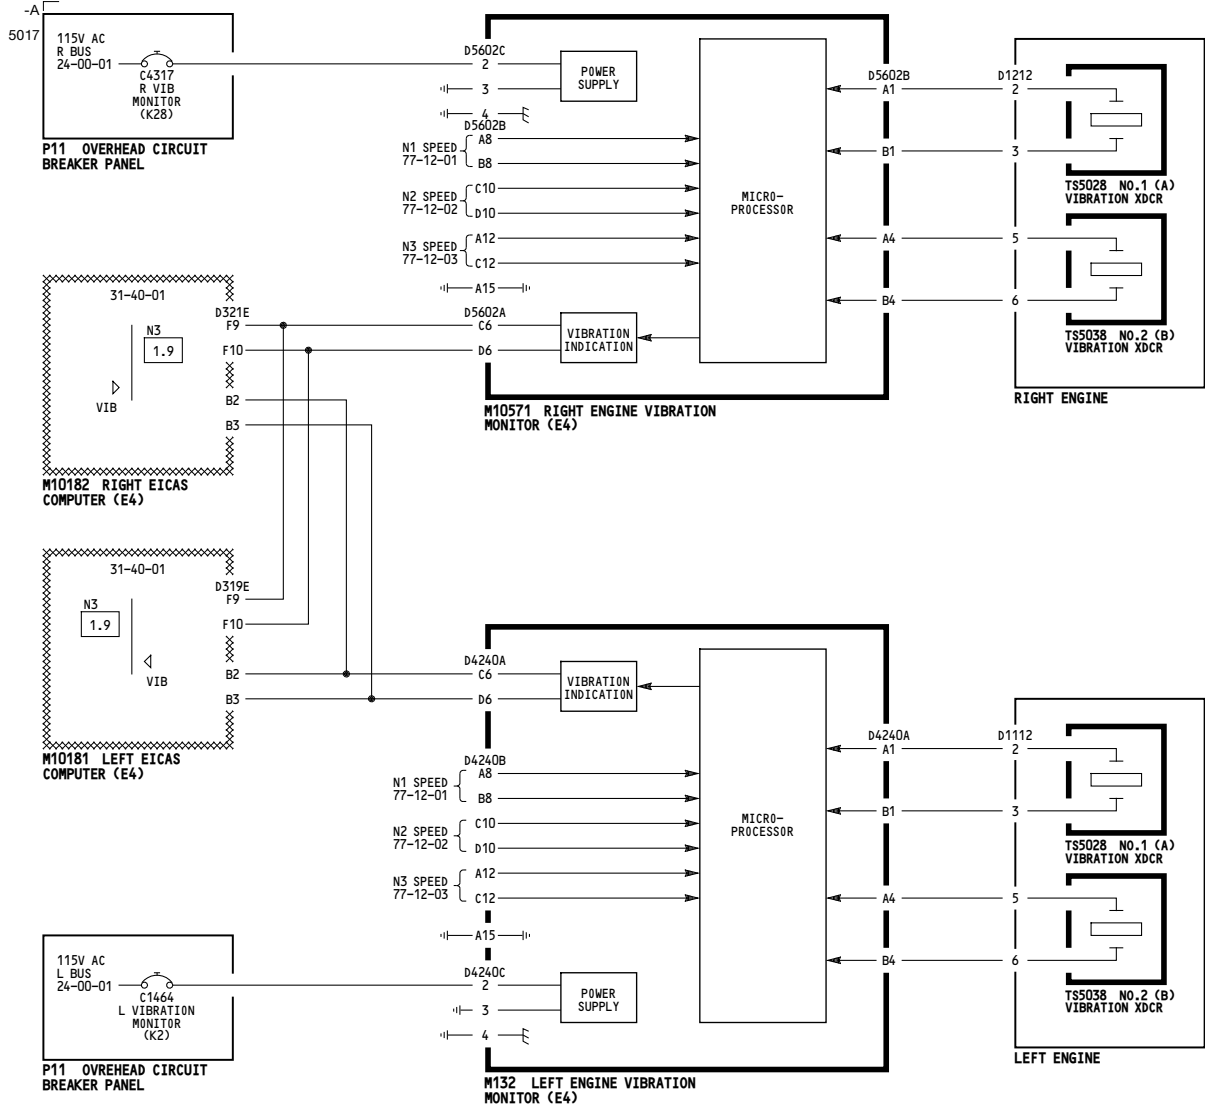 -A
5017
115V AC
R BUS
24-00-01
C4317
R VIB
MONITOR
(K28)
P11 OVERHEAD CIRCUIT
BREAKER PANEL
D5602C
2
3
4
POWER
SUPPLY
D5602B
N1 SPEED
77-12-01
A8
B8
N2 SPEED
77-12-02
C10
D10
N3 SPEED
77-12-03
A12
C12
A15
D5602A
C6
D6
VIBRATION
INDICATION
MICRO-
PROCESSOR
D5602B
A1
B1
A4
B4
M10571 RIGHT ENGINE VIBRATION
MONITOR (E4)
D1212
2
3
5
6
TS5028 NO.1 (A)
VIBRATION XDCR
TS5038 NO.2 (B)
VIBRATION XDCR
RIGHT ENGINE
31-40-01
N3
1.9
VIB
D321E
F9
F10
B2
B3
M10182 RIGHT EICAS
COMPUTER (E4)
31-40-01
N3
1.9
VIB
D319E
F9
F10
B2
B3
M10181 LEFT EICAS
COMPUTER (E4)
D4240A
C6
D6
VIBRATION
INDICATION
D4240B
N1 SPEED
77-12-01
A8
B8
N2 SPEED
77-12-02
C10
D10
N3 SPEED
77-12-03
A12
C12
A15
MICRO-
PROCESSOR
D4240A
A1
B1
A4
B4
D1112
2
3
5
6
TS5028 NO.1 (A)
VIBRATION XDCR
TS5038 NO.2 (B)
VIBRATION XDCR
LEFT ENGINE
115V AC
L BUS
24-00-01
C1464
L VIBRATION
MONITOR
(K2)
P11 OVREHEAD CIRCUIT
BREAKER PANEL
D4240C
2
3
4
POWER
SUPPLY
M132 LEFT ENGINE VIBRATION
MONITOR (E4)